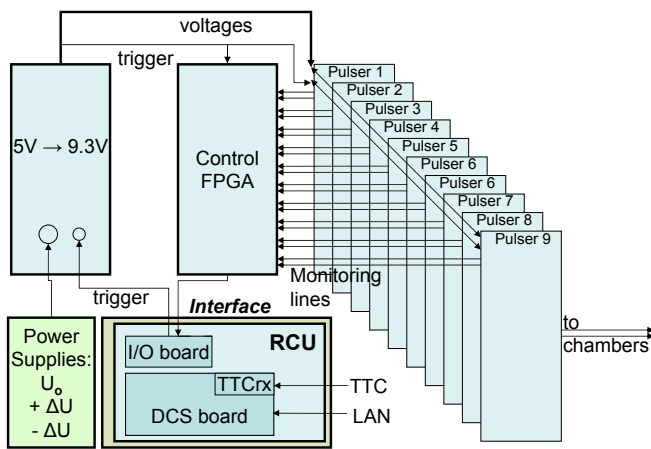 voltages
trigger
Pulser 1
Pulser 2
Pulser 3
Pulser 4
Pulser 5
Pulser 6
Pulser 6
Pulser 7
Pulser 8
Pulser 9
5V → 9.3V
Control
FPGA
Monitoring
lines
trigger
Interface
Power
Supplies:
Uo
+ ΔU
- ΔU
I/O board
RCU
TTCrx
DCS board
TTC
LAN
to
chambers